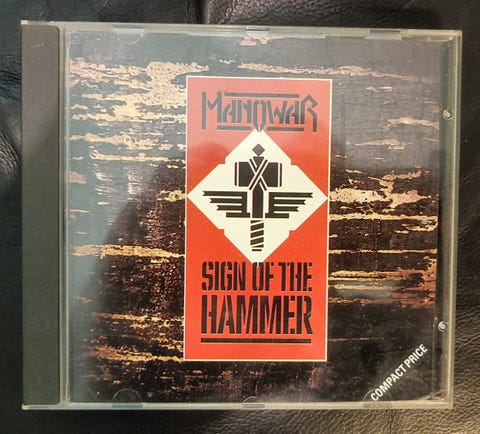 MANOWAR
SIGN OF THE
HAMMER
COMPACT PRICE